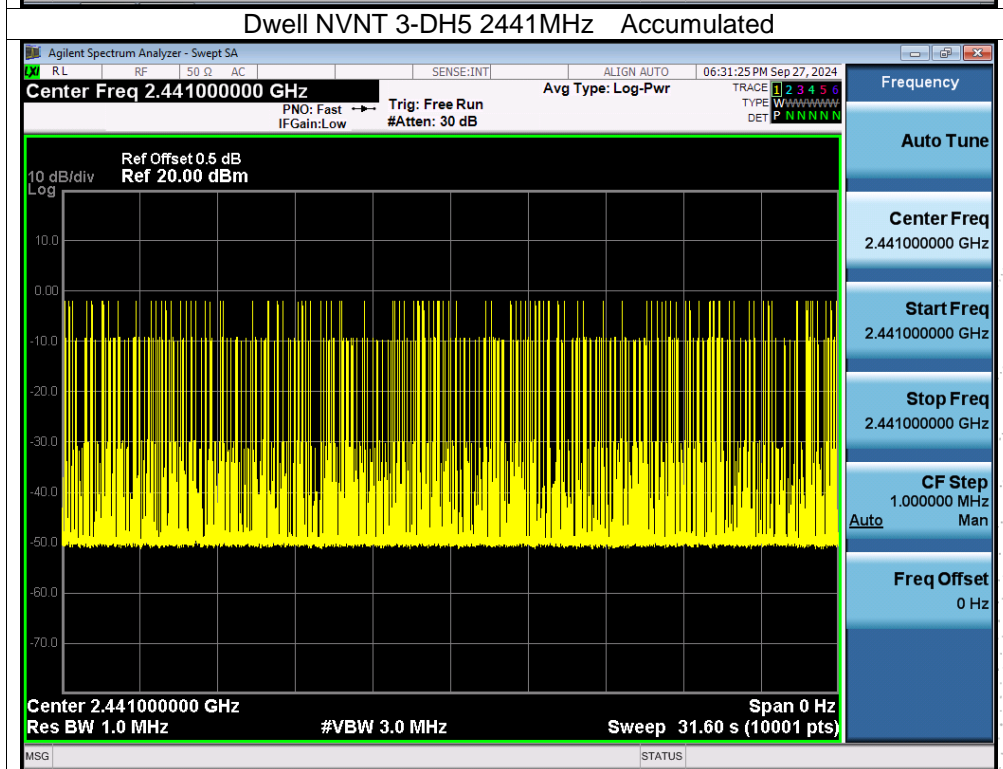 Dwell NVNT 3-DH5 2441MHz Accumulated
Agilent Spectrum Analyzer - Swept SA
LXI RL RF 50 Ω AC SENSE:INT ALIGN AUTO 06:31:25 PM Sep 27, 2024
Center Freq 2.441000000 GHz
PNO: Fast
IFGain:Low
Trig: Free Run
#Atten: 30 dB
Avg Type: Log-Pwr
TRACE 1 2 3 4 5 6
TYPE WWWWWWW
DET P N N N N N
Frequency
Ref Offset 0.5 dB
10 dB/div Ref 20.00 dBm
Log
10.0
0.00
-10.0
-20.0
-30.0
-40.0
-50.0
-60.0
-70.0
Center 2.441000000 GHz Span 0 Hz
Res BW 1.0 MHz #VBW 3.0 MHz Sweep 31.60 s (10001 pts)
Auto Tune
Center Freq
2.441000000 GHz
Start Freq
2.441000000 GHz
Stop Freq
2.441000000 GHz
CF Step
1.000000 MHz
Auto Man
Freq Offset
0 Hz
MSG STATUS